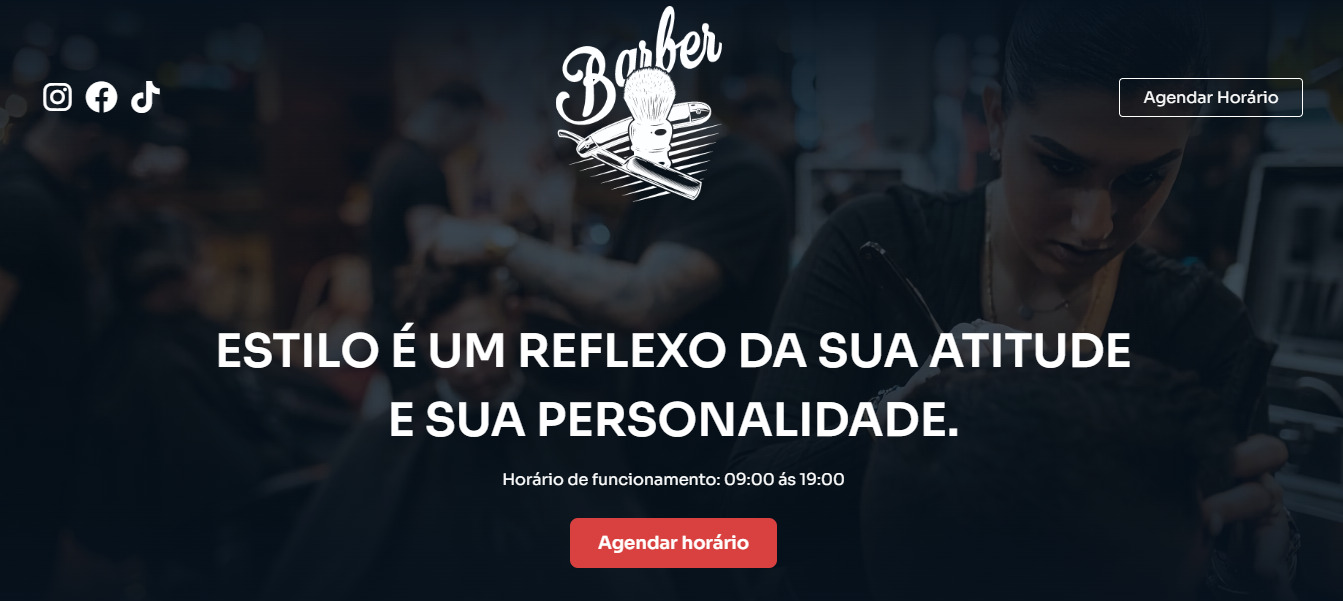 Barber
Agendar Horário
ESTILO É UM REFLEXO DA SUA ATITUDE
E SUA PERSONALIDADE.
Horário de funcionamento: 09:00 ás 19:00
Agendar horário